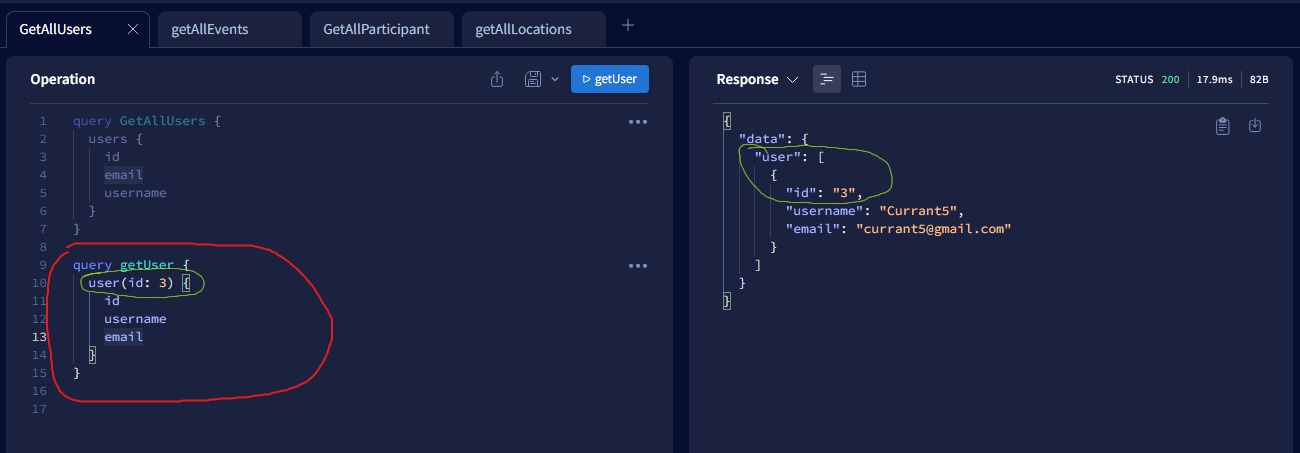 GetAllUsers getAllEvents GetAllParticipant getAllLocations
Operation
getUser
1 query GetAllUsers {
2 users {
3 id
4 email
5 username
6 }
7 }
8
9 query getUser {
10 user(id: 3) {
11 id
12 username
13 email
14 }
15 }
16
17
Response
STATUS 200 17.9ms 82B
{
"data": {
"user": [
{
"id": "3",
"username": "Currant5",
"email": "currant5@gmail.com"
}
]
}
}